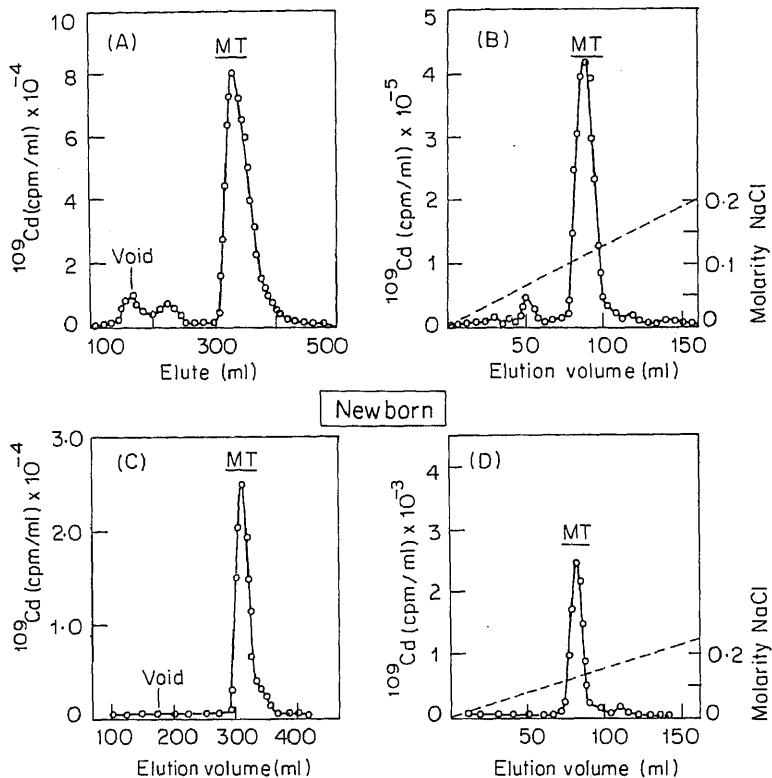 (A)
MT
Void
10
8
6
4
2
0
109Cd(cpm/ml) x 10-4
100
300
500
Elute (ml)
(B)
MT
5
4
3
2
1
0
109Cd (cpm/ml) x 10-5
0.2
0.1
0
Molarity NaCl
50
100
150
Elution volume (ml)
Newborn
(C)
MT
Void
3.0
2.0
1.0
0
109Cd (cpm/ml) x 10-4
100
200
300
400
Elution volume(ml)
(D)
MT
4
3
2
1
0
109Cd (cpm/ml) x 10-3
0.2
0
Molarity NaCl
0
50
100
150
Elution volume (ml)